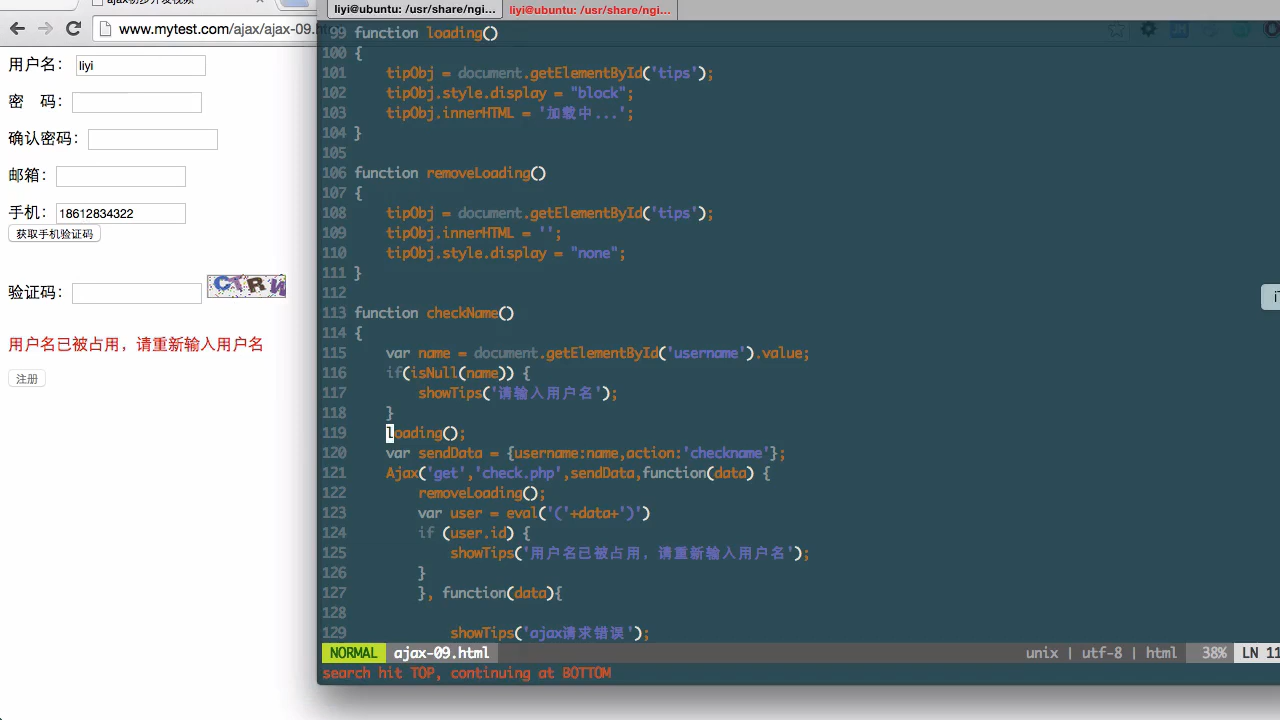 liyi@ubuntu: /usr/share/ngi...
liyi@ubuntu: /usr/share/ngi...
www.mytest.com/ajax/ajax-09.h
用户名： liyi
密 码：
确认密码：
邮箱：
手机： 18612834322
获取手机验证码
验证码：
用户名已被占用，请重新输入用户名
注册
99 function loading()
100 {
101 tipObj = document.getElementById('tips');
102 tipObj.style.display = "block";
103 tipObj.innerHTML = '加载中...';
104 }
105
106 function removeLoading()
107 {
108 tipObj = document.getElementById('tips');
109 tipObj.innerHTML = '';
110 tipObj.style.display = "none";
111 }
112
113 function checkName()
114 {
115 var name = document.getElementById('username').value;
116 if(isNull(name)) {
117 showTips('请输入用户名');
118 }
119 loading();
120 var sendData = {username:name,action:'checkname'};
121 Ajax('get','check.php',sendData,function(data) {
122 removeLoading();
123 var user = eval('('+data+')')
124 if (user.id) {
125 showTips('用户名已被占用，请重新输入用户名');
126 }
127 }, function(data){
128
129 showTips('ajax请求错误');
NORMAL ajax-09.html unix | utf-8 | html 38% LN 11
search hit TOP, continuing at BOTTOM